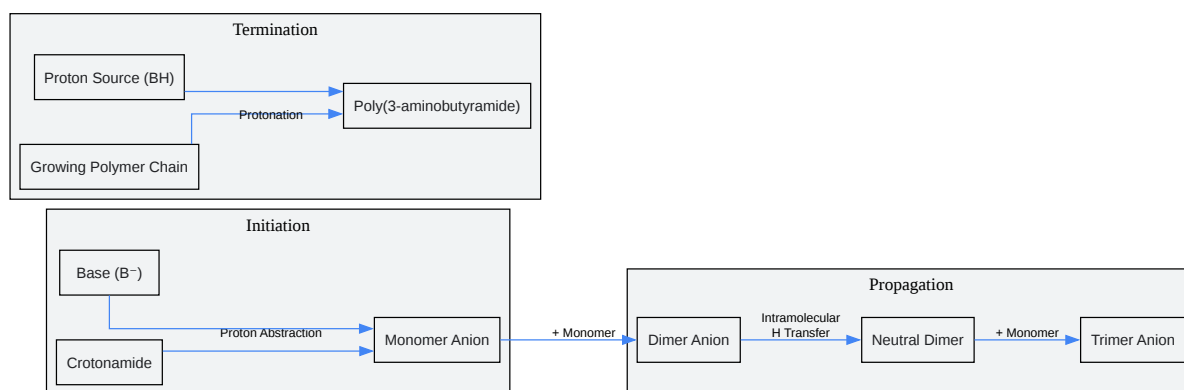 Termination
Proton Source (BH)
Poly(3-aminobutyramide)
Protonation
Growing Polymer Chain
Initiation
Base (B⁻)
Proton Abstraction
Crotonamide
Monomer Anion
+ Monomer
Propagation
Dimer Anion
Intramolecular
H Transfer
Neutral Dimer
+ Monomer
Trimer Anion